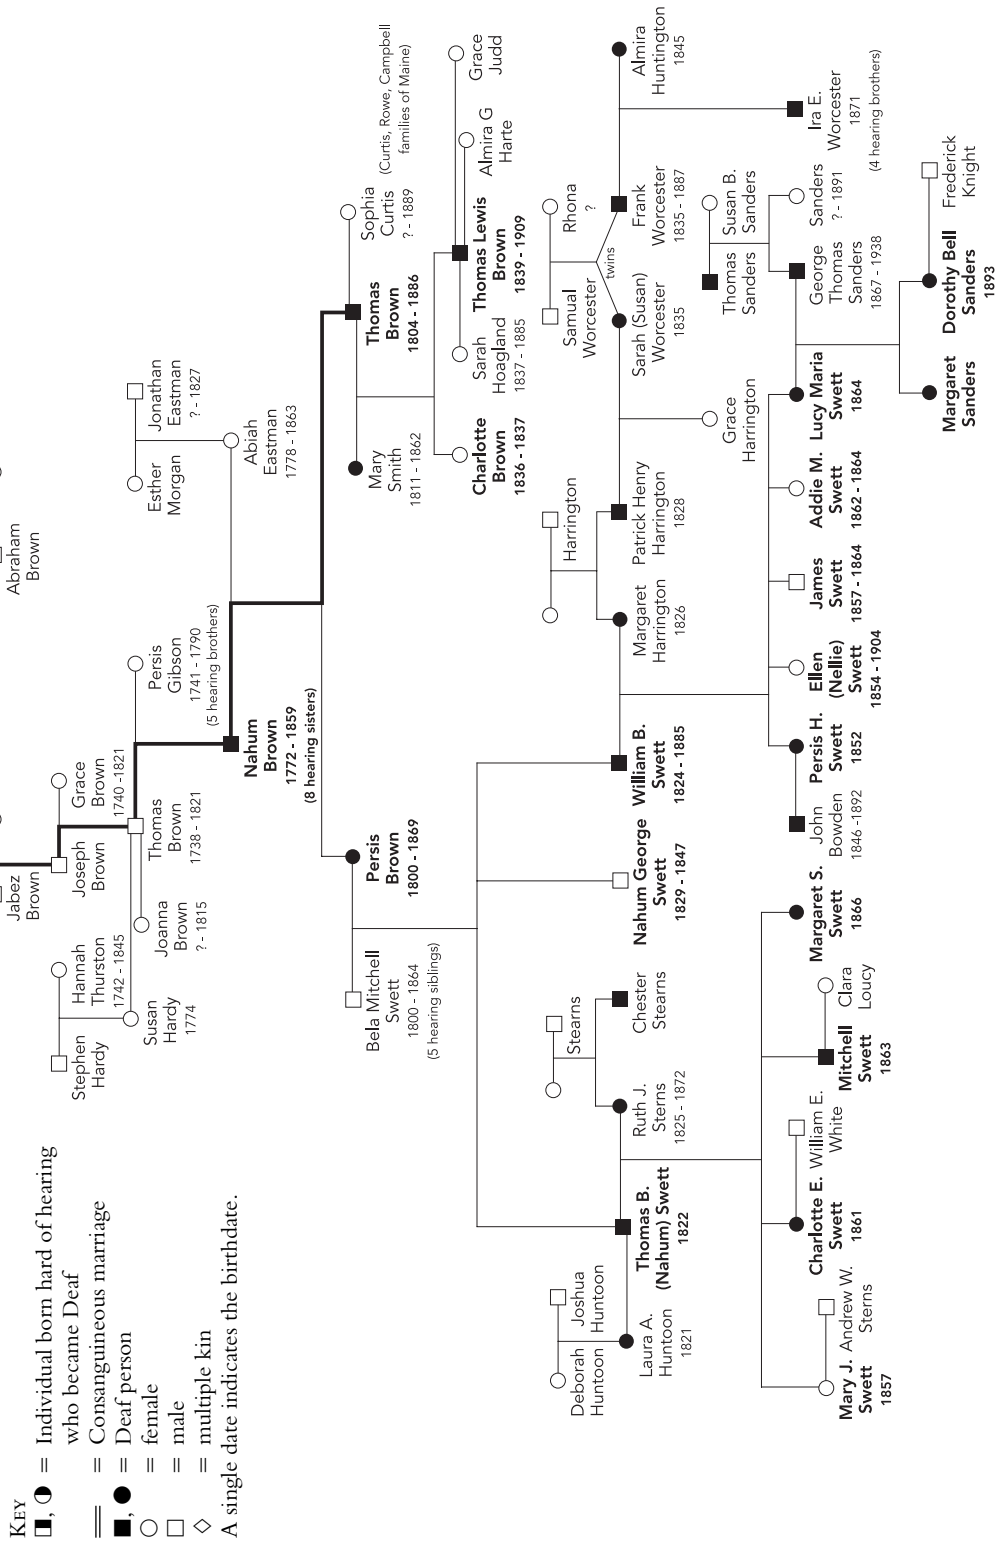 KEY
, = Individual born hard of hearing
who became Deaf
= Consanguineous marriage
, = Deaf person
= female
= male
= multiple kin
A single date indicates the birthdate.
Jabez
Brown
Abraham
Brown
Stephen
Hardy
Hannah
Thurston
1742 - 1845
Joseph
Brown
Grace
Brown
1740 -1821
Susan
Hardy
1774
Joanna
Brown
? - 1815
Thomas
Brown
1738 - 1821
Persis
Gibson
1741 - 1790
(5 hearing brothers)
Esther
Morgan
Jonathan
Eastman
? - 1827
Nahum
Brown
1772 - 1859
(8 hearing sisters)
Abiah
Eastman
1778 - 1863
Bela Mitchell
Swett
1800 - 1864
(5 hearing siblings)
Persis
Brown
1800 - 1869
Mary
Smith
1811 - 1862
Thomas
Brown
1804 - 1886
Sophia
Curtis
? - 1889
(Curtis, Rowe, Campbell
families of Maine)
Charlotte
Brown
1836 - 1837
Sarah
Hoagland
1837 - 1885
Thomas Lewis
Brown
1839 - 1909
Almira G
Harte
Grace
Judd
Deborah
Huntoon
Joshua
Huntoon
Stearns
Harrington
Samual
Worcester
Rhona
?
twins
Laura A.
Huntoon
1821
Thomas B.
(Nahum) Swett
1822
Ruth J.
Sterns
1825 - 1872
Chester
Stearns
Nahum George
Swett
1829 - 1847
William B.
Swett
1824 - 1885
Margaret
Harrington
1826
Patrick Henry
Harrington
1828
Sarah (Susan)
Worcester
1835
Frank
Worcester
1835 - 1887
Almira
Huntington
1845
Grace
Harrington
Thomas
Sanders
Susan B.
Sanders
Mary J.
Swett
1857
Andrew W.
Sterns
Charlotte E.
Swett
1861
William E.
White
Mitchell
Swett
1863
Clara
Loucy
Margaret S.
Swett
1866
John
Bowden
1846 -1892
Persis H.
Swett
1852
Ellen
(Nellie)
Swett
1854 - 1904
James
Swett
1857 - 1864
Addie M.
Swett
1862 - 1864
Lucy Maria
Swett
1864
George
Thomas
Sanders
1867 - 1938
Sanders
? - 1891
Ira E.
Worcester
1871
(4 hearing brothers)
Margaret
Sanders
Dorothy Bell
Sanders
1893
Frederick
Knight